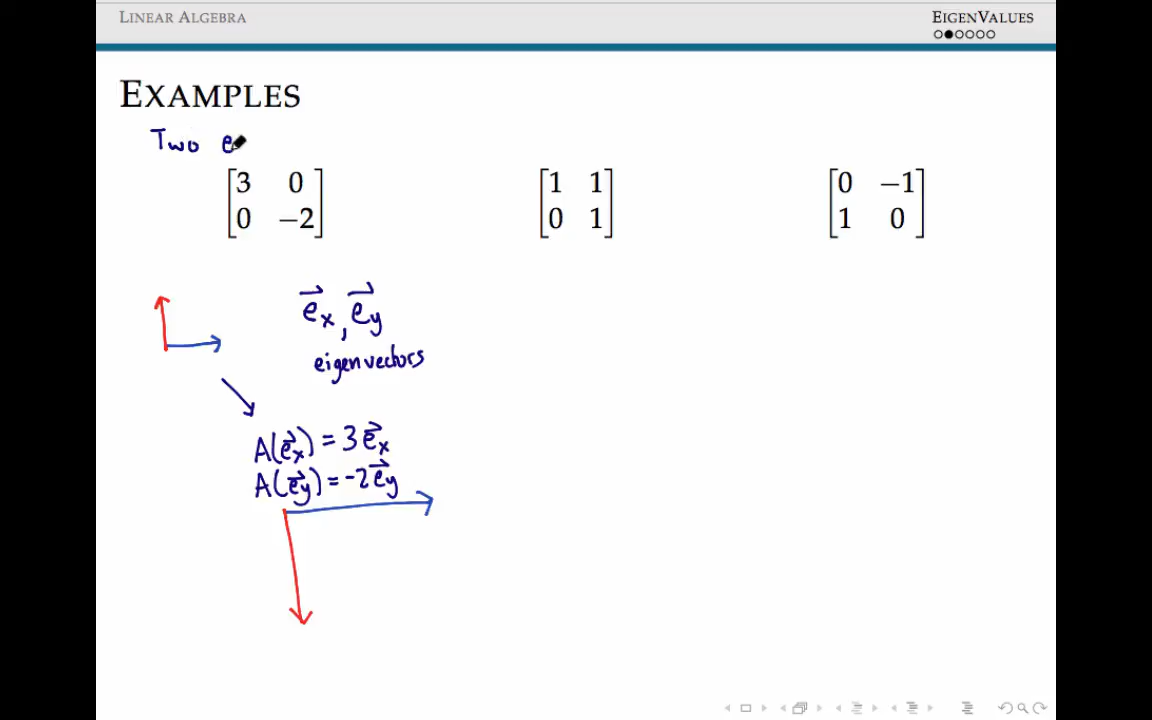 LINEAR ALGEBRA
EIGENVALUES
EXAMPLES
Two e
[3 0] [1 1] [0 −1]
[0 −2] [0 1] [1 0]
e⃗x, e⃗y
eigenvectors
A(e⃗x) = 3e⃗x
A(e⃗y) = -2e⃗y